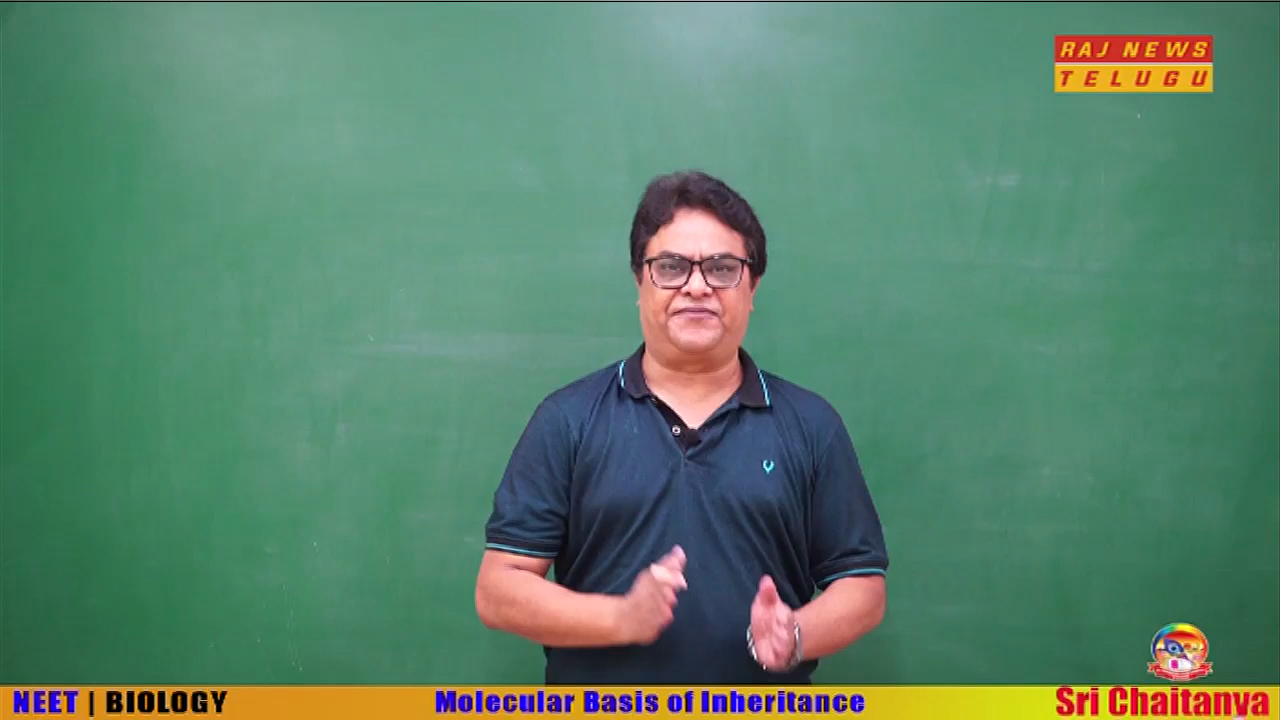 RAJ NEWS
TELUGU
NEET | BIOLOGY
Molecular Basis of Inheritance
Sri Chaitanya